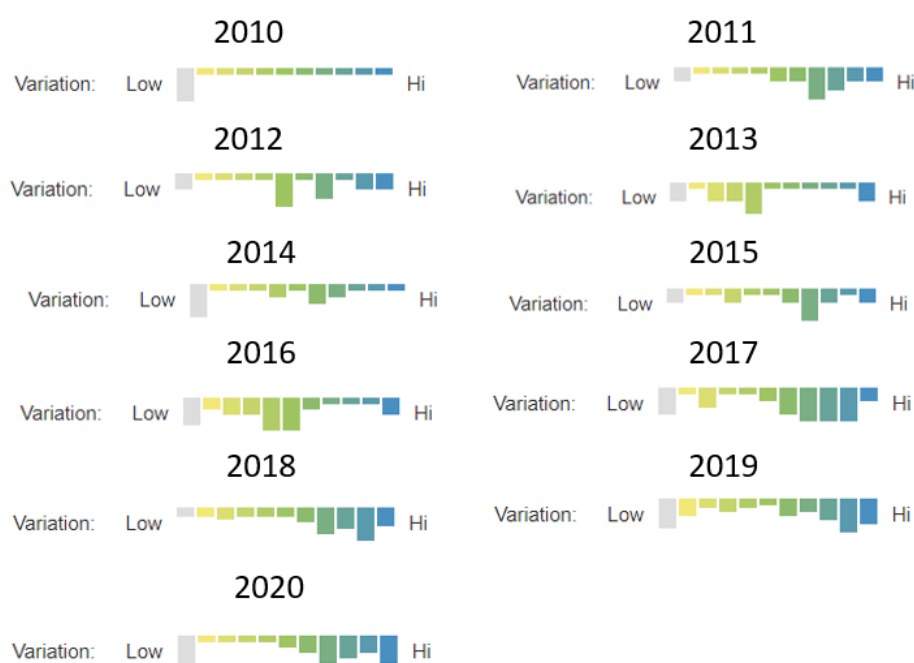 2010
Variation: Low Hi
2011
Variation: Low Hi
2012
Variation: Low Hi
2013
Variation: Low Hi
2014
Variation: Low Hi
2015
Variation: Low Hi
2016
Variation: Low Hi
2017
Variation: Low Hi
2018
Variation: Low Hi
2019
Variation: Low Hi
2020
Variation: Low Hi